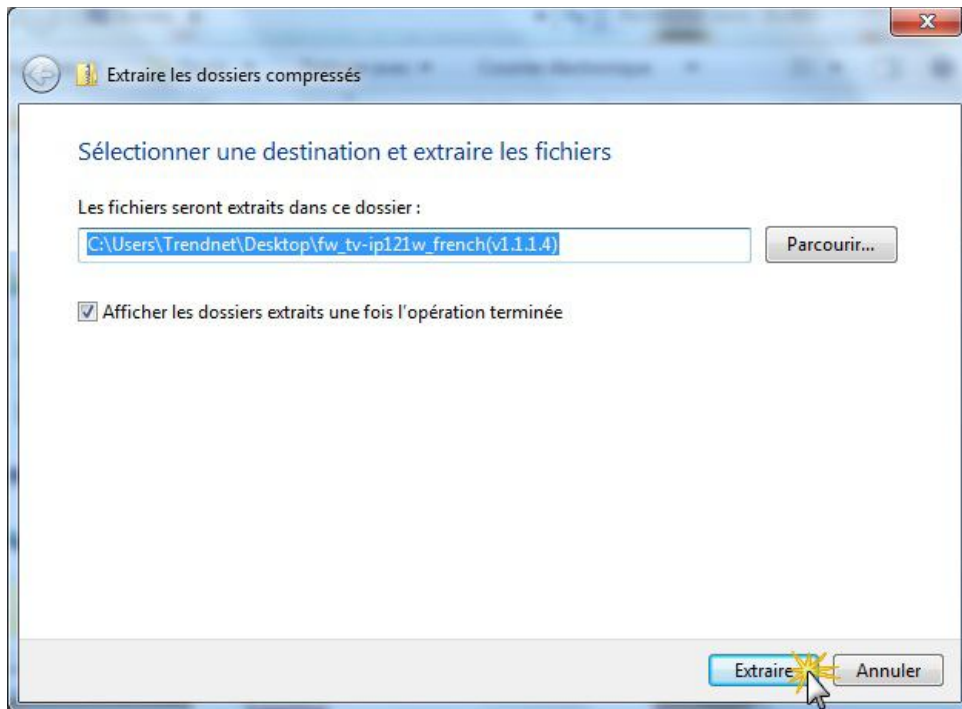 Extraire les dossiers compressés
Sélectionner une destination et extraire les fichiers
Les fichiers seront extraits dans ce dossier :
C:\Users\Trendnet\Desktop\fw_tv-ip121w_french(v1.1.1.4)
Parcourir...
Afficher les dossiers extraits une fois l'opération terminée
Extraire
Annuler